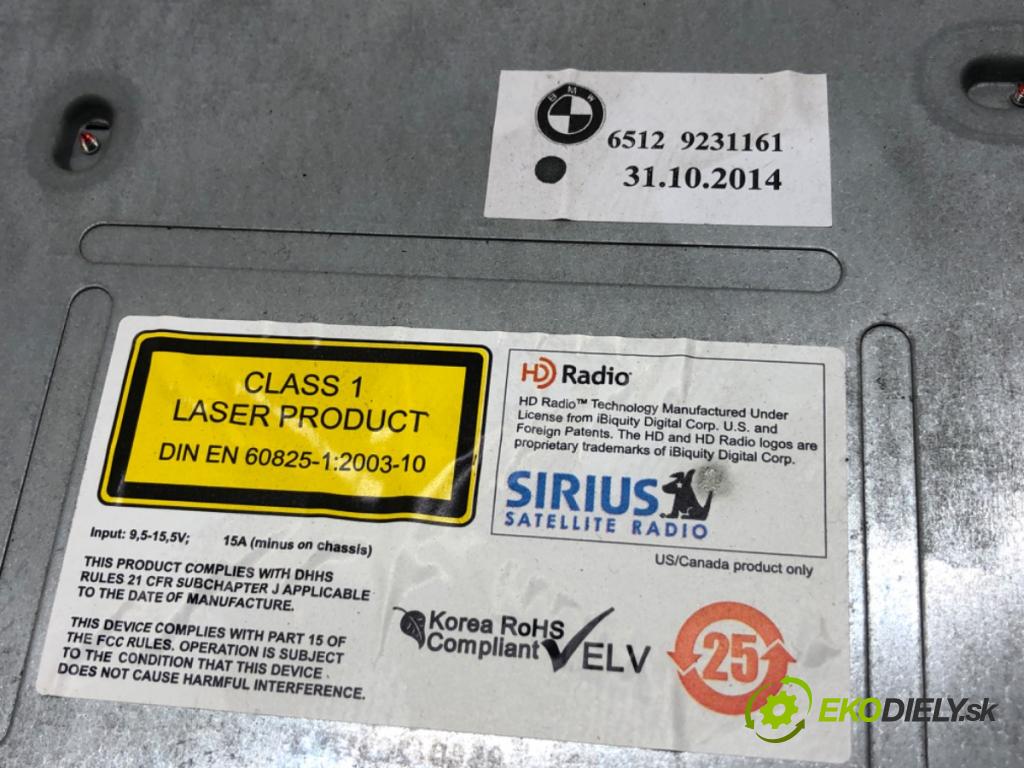 BMW
6512 9231161
31.10.2014
CLASS 1
LASER PRODUCT
DIN EN 60825-1:2003-10
HD Radio
HD Radio™ Technology Manufactured Under
License from iBiquity Digital Corp. U.S. and
Foreign Patents. The HD and HD Radio logos are
proprietary trademarks of iBiquity Digital Corp.
SIRIUS
SATELLITE RADIO
US/Canada product only
Input: 9,5-15,5V; 15A (minus on chassis)
THIS PRODUCT COMPLIES WITH DHHS
RULES 21 CFR SUBCHAPTER J APPLICABLE
TO THE DATE OF MANUFACTURE.
THIS DEVICE COMPLIES WITH PART 15 OF
THE FCC RULES. OPERATION IS SUBJECT
TO THE CONDITION THAT THIS DEVICE
DOES NOT CAUSE HARMFUL INTERFERENCE.
Korea RoHS
Compliant
ELV
25
EKODIELY.sk